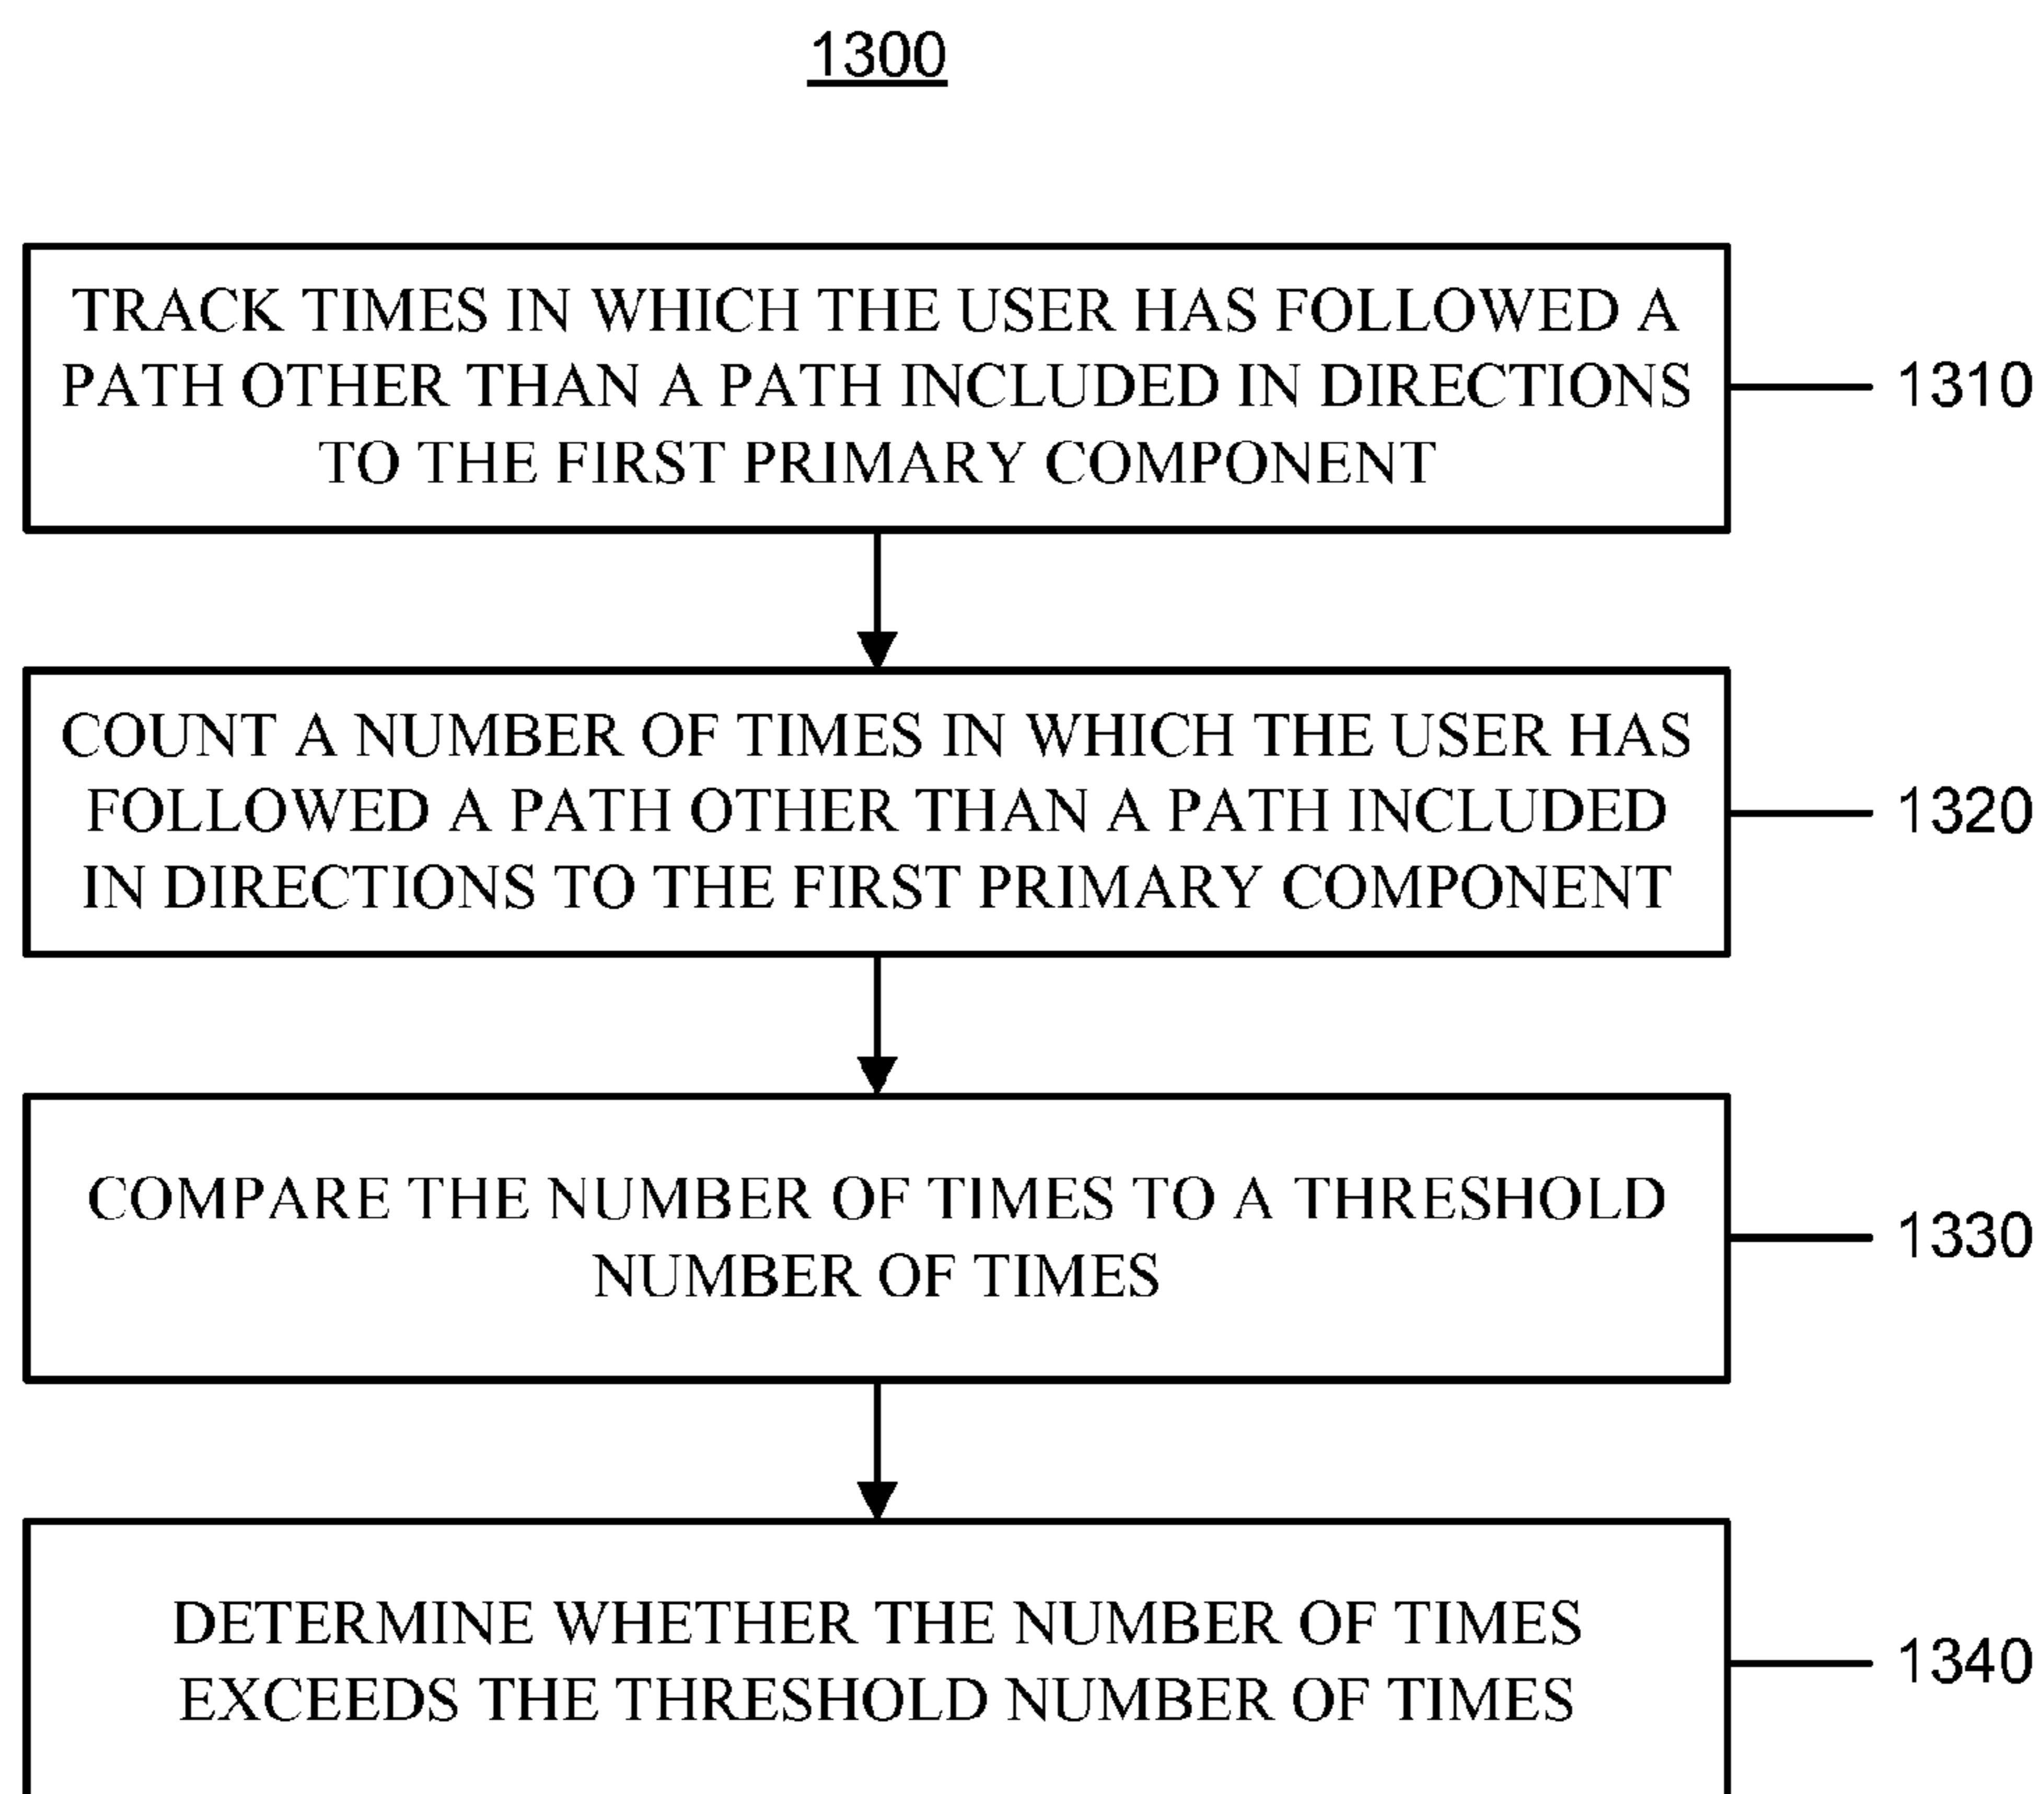 1300
TRACK TIMES IN WHICH THE USER HAS FOLLOWED A
PATH OTHER THAN A PATH INCLUDED IN DIRECTIONS
TO THE FIRST PRIMARY COMPONENT
1310
COUNT A NUMBER OF TIMES IN WHICH THE USER HAS
FOLLOWED A PATH OTHER THAN A PATH INCLUDED
IN DIRECTIONS TO THE FIRST PRIMARY COMPONENT
1320
COMPARE THE NUMBER OF TIMES TO A THRESHOLD
NUMBER OF TIMES
1330
DETERMINE WHETHER THE NUMBER OF TIMES
EXCEEDS THE THRESHOLD NUMBER OF TIMES
1340